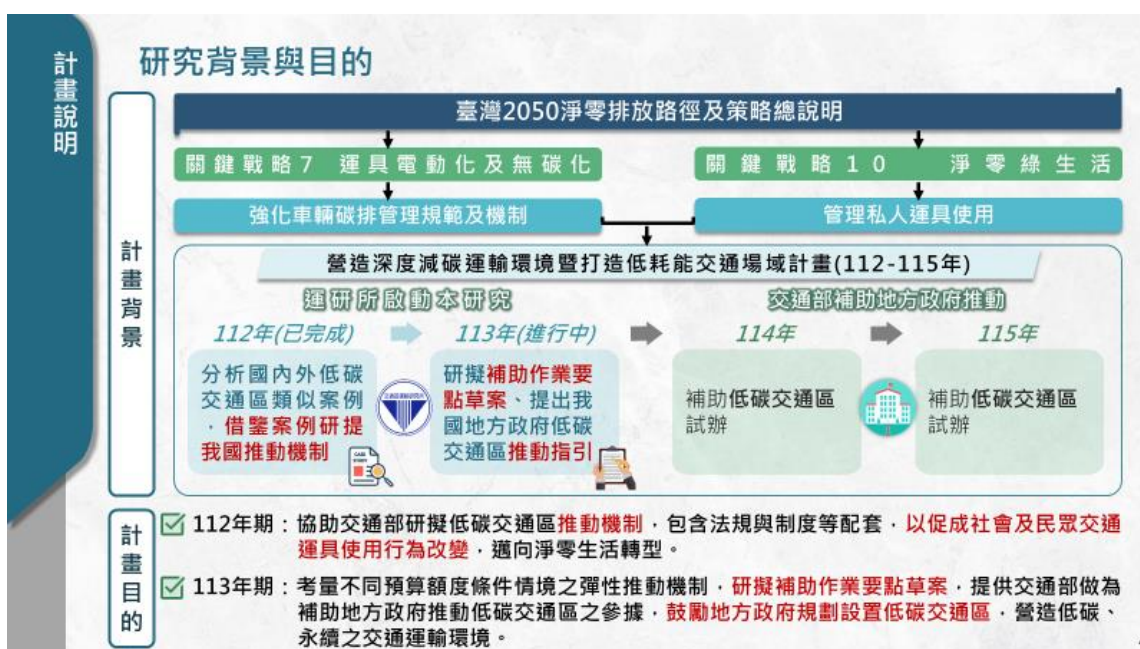 計畫說明
研究背景與目的
計畫背景
臺灣2050淨零排放路徑及策略總說明
關鍵戰略7 運具電動化及無碳化
關鍵戰略10 淨零綠生活
強化車輛碳排管理規範及機制
管理私人運具使用
營造深度減碳運輸環境暨打造低耗能交通場域計畫(112-115年)
運研所啟動本研究
交通部補助地方政府推動
112年(已完成)
113年(進行中)
114年
115年
分析國內外低碳
交通區類似案例
，借鑒案例研提
我國推動機制
研擬補助作業要
點草案、提出我
國地方政府低碳
交通區推動指引
補助低碳交通區
試辦
補助低碳交通區
試辦
CASE
STUDY
計畫目的
112年期：協助交通部研擬低碳交通區推動機制，包含法規與制度等配套，以促成社會及民眾交通
運具使用行為改變，邁向淨零生活轉型。
113年期：考量不同預算額度條件情境之彈性推動機制，研擬補助作業要點草案，提供交通部做為
補助地方政府推動低碳交通區之參據，鼓勵地方政府規劃設置低碳交通區，營造低碳、
永續之交通運輸環境。